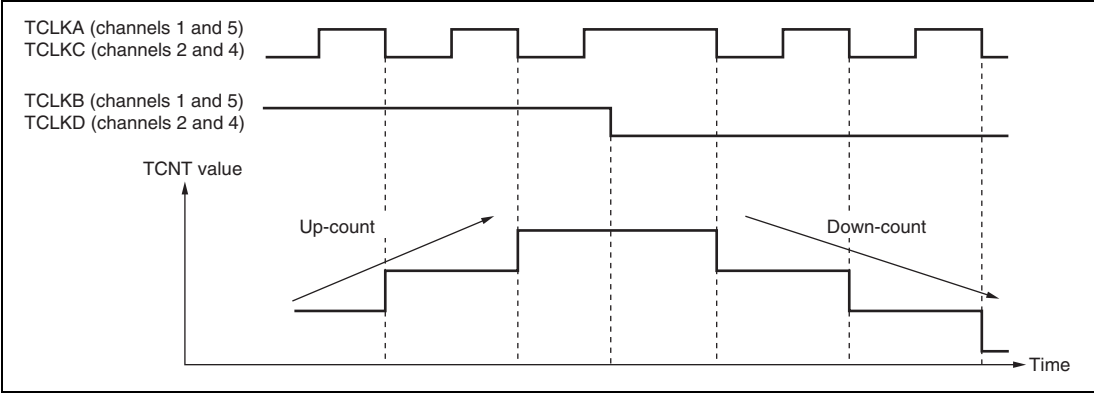 TCLKA (channels 1 and 5)
TCLKC (channels 2 and 4)
TCLKB (channels 1 and 5)
TCLKD (channels 2 and 4)
TCNT value
Up-count
Down-count
Time